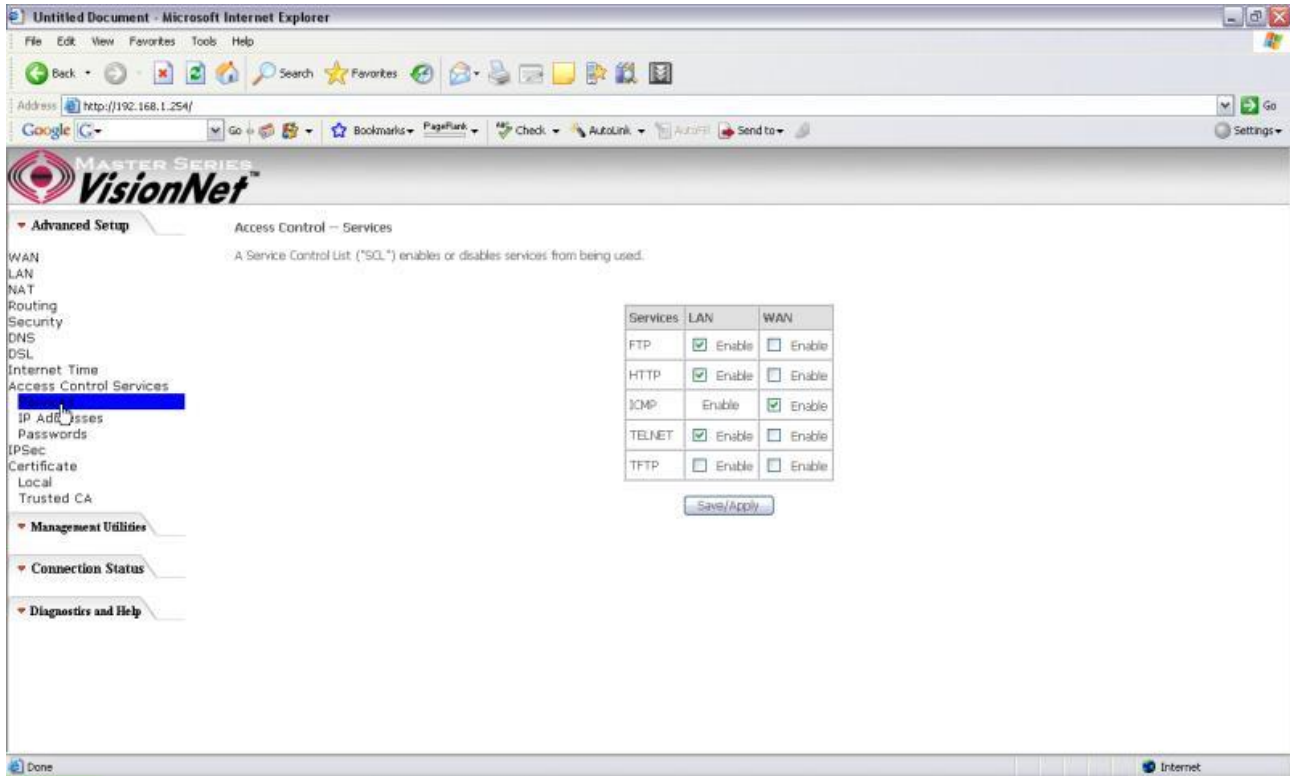 Untitled Document - Microsoft Internet Explorer
File Edit View Favorites Tools Help
Back Search Favorites
Address http://192.168.1.254/ Go
Google G Go Bookmarks PageRank Check AutoLink AutoFill Send to Settings
MASTER SERIES
VisionNet™
Advanced Setup
WAN
LAN
NAT
Routing
Security
DNS
DSL
Internet Time
Access Control Services
IP Addresses
Passwords
IPSec
Certificate
Local
Trusted CA
Management Utilities
Connection Status
Diagnostics and Help
Access Control -- Services
A Service Control List ("SCL") enables or disables services from being used.
Services LAN WAN
FTP Enable Enable
HTTP Enable Enable
ICMP Enable Enable
TELNET Enable Enable
TFTP Enable Enable
Save/Apply
Done Internet